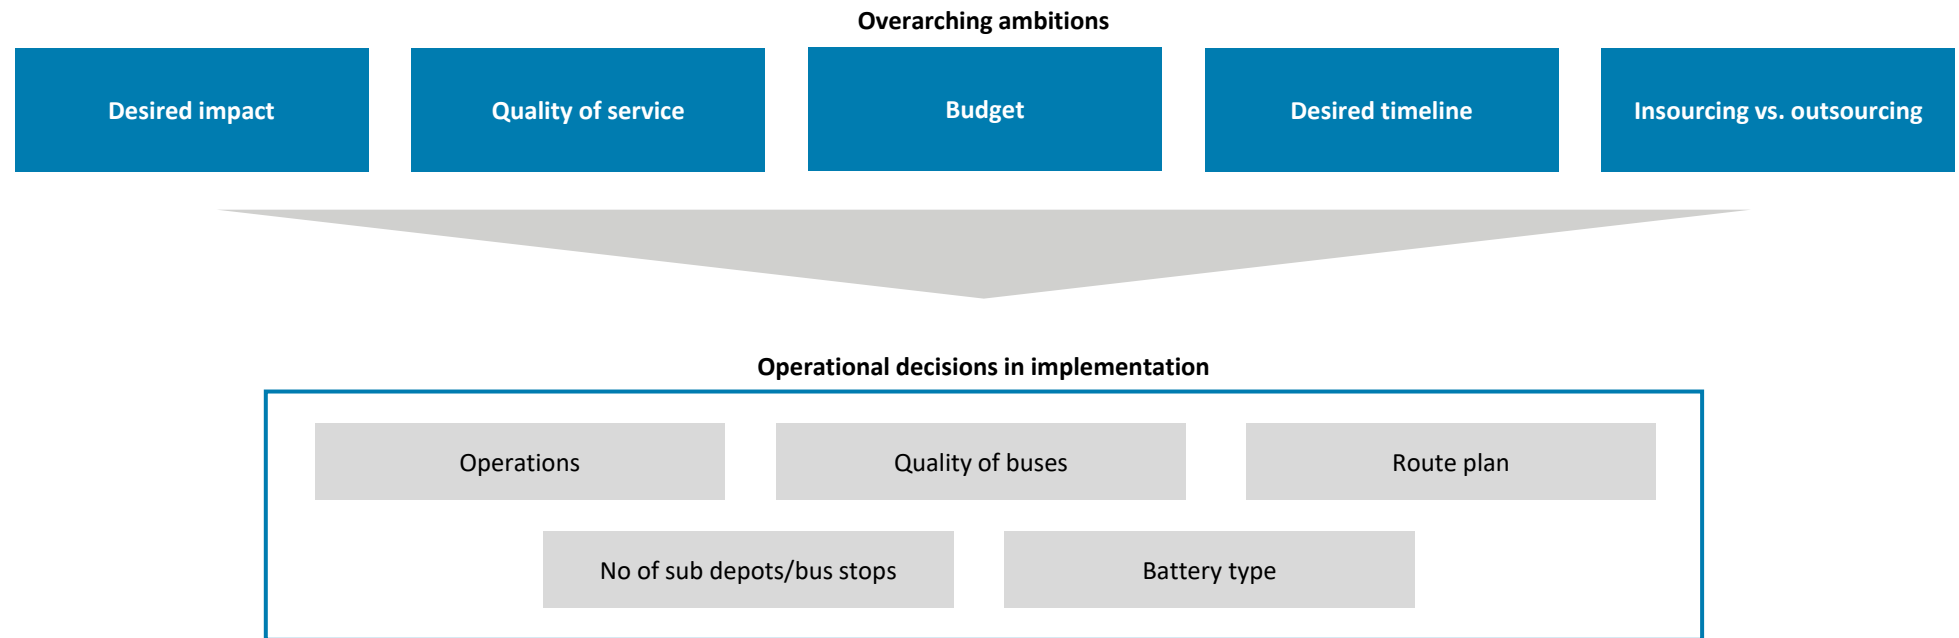 Overarching ambitions
Desired impact
Quality of service
Budget
Desired timeline
Insourcing vs. outsourcing
Operational decisions in implementation
Operations
Quality of buses
Route plan
No of sub depots/bus stops
Battery type